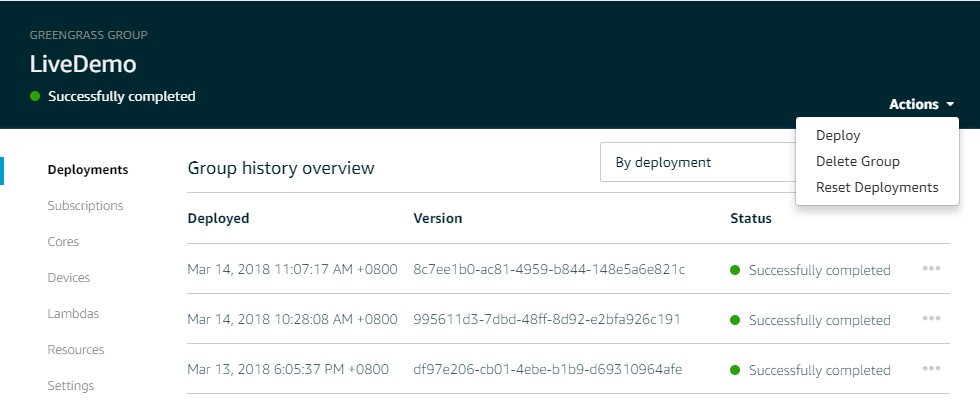 GREENGRASS GROUP
LiveDemo
Successfully completed
Actions
Deploy
Delete Group
Reset Deployments
Deployments
Subscriptions
Cores
Devices
Lambdas
Resources
Settings
Group history overview
By deployment
Deployed Version Status
Mar 14, 2018 11:07:17 AM +0800 8c7ee1b0-ac81-4959-b844-148e5a6e821c Successfully completed
Mar 14, 2018 10:28:08 AM +0800 995611d3-7dbd-48ff-8d92-e2bfa926c191 Successfully completed
Mar 13, 2018 6:05:37 PM +0800 df97e206-cb01-4ebe-b1b9-d69310964afe Successfully completed